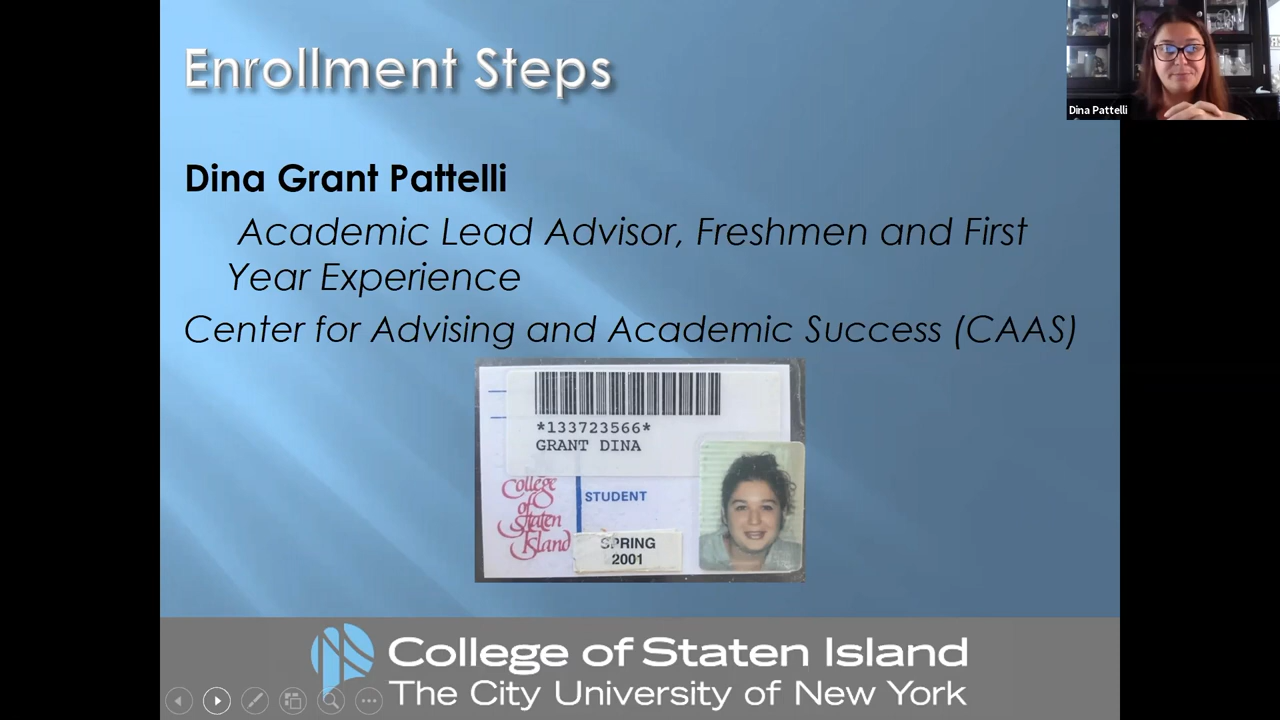 Enrollment Steps
Dina Pattelli
Dina Grant Pattelli
Academic Lead Advisor, Freshmen and First
Year Experience
Center for Advising and Academic Success (CAAS)
*133723566*
GRANT DINA
College
of
Staten
Island
STUDENT
SPRING
2001
College of Staten Island
The City University of New York